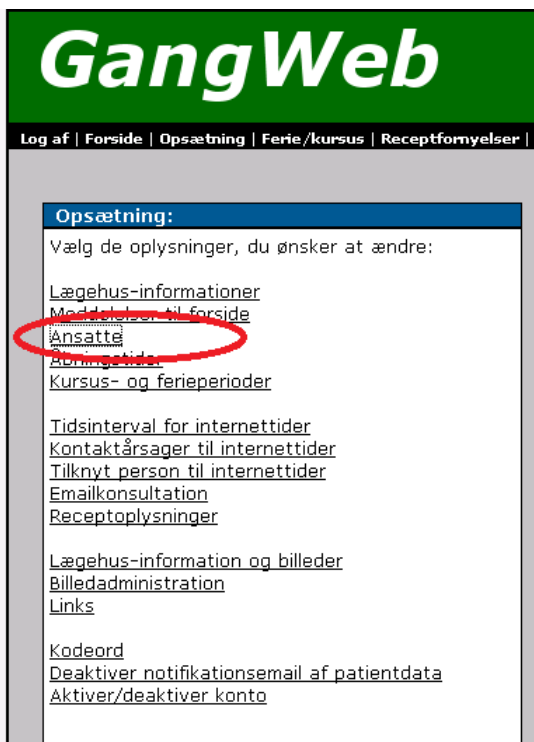 GangWeb
Log af | Forside | Opsætning | Ferie/kursus | Receptfornyelser |
Opsætning:
Vælg de oplysninger, du ønsker at ændre:
Lægehus-informationer
Meddelelser til forside
Ansatte
Åbningstider
Kursus- og ferieperioder
Tidsinterval for internettider
Kontaktårsager til internettider
Tilknyt person til internettider
Emailkonsultation
Receptoplysninger
Lægehus-information og billeder
Billedadministration
Links
Kodeord
Deaktiver notifikationsemail af patientdata
Aktiver/deaktiver konto